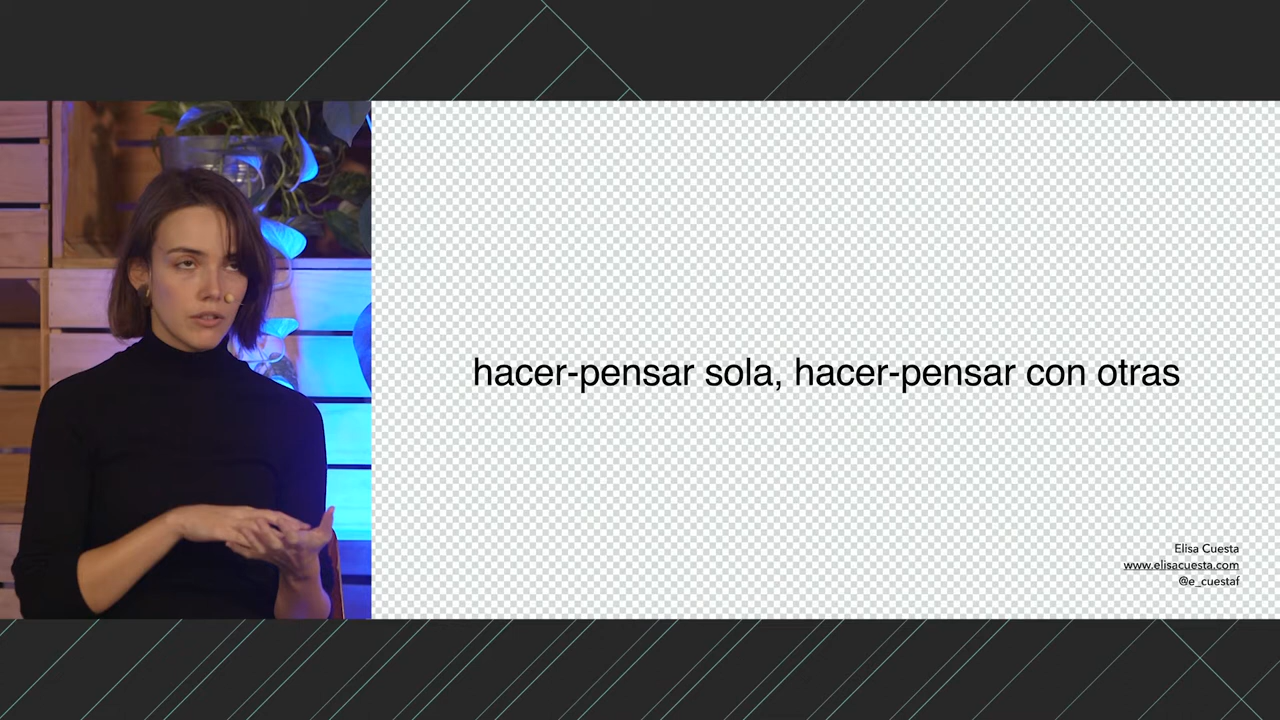 hacer-pensar sola, hacer-pensar con otras
Elisa Cuesta
www.elisacuesta.com
@e_cuestaf